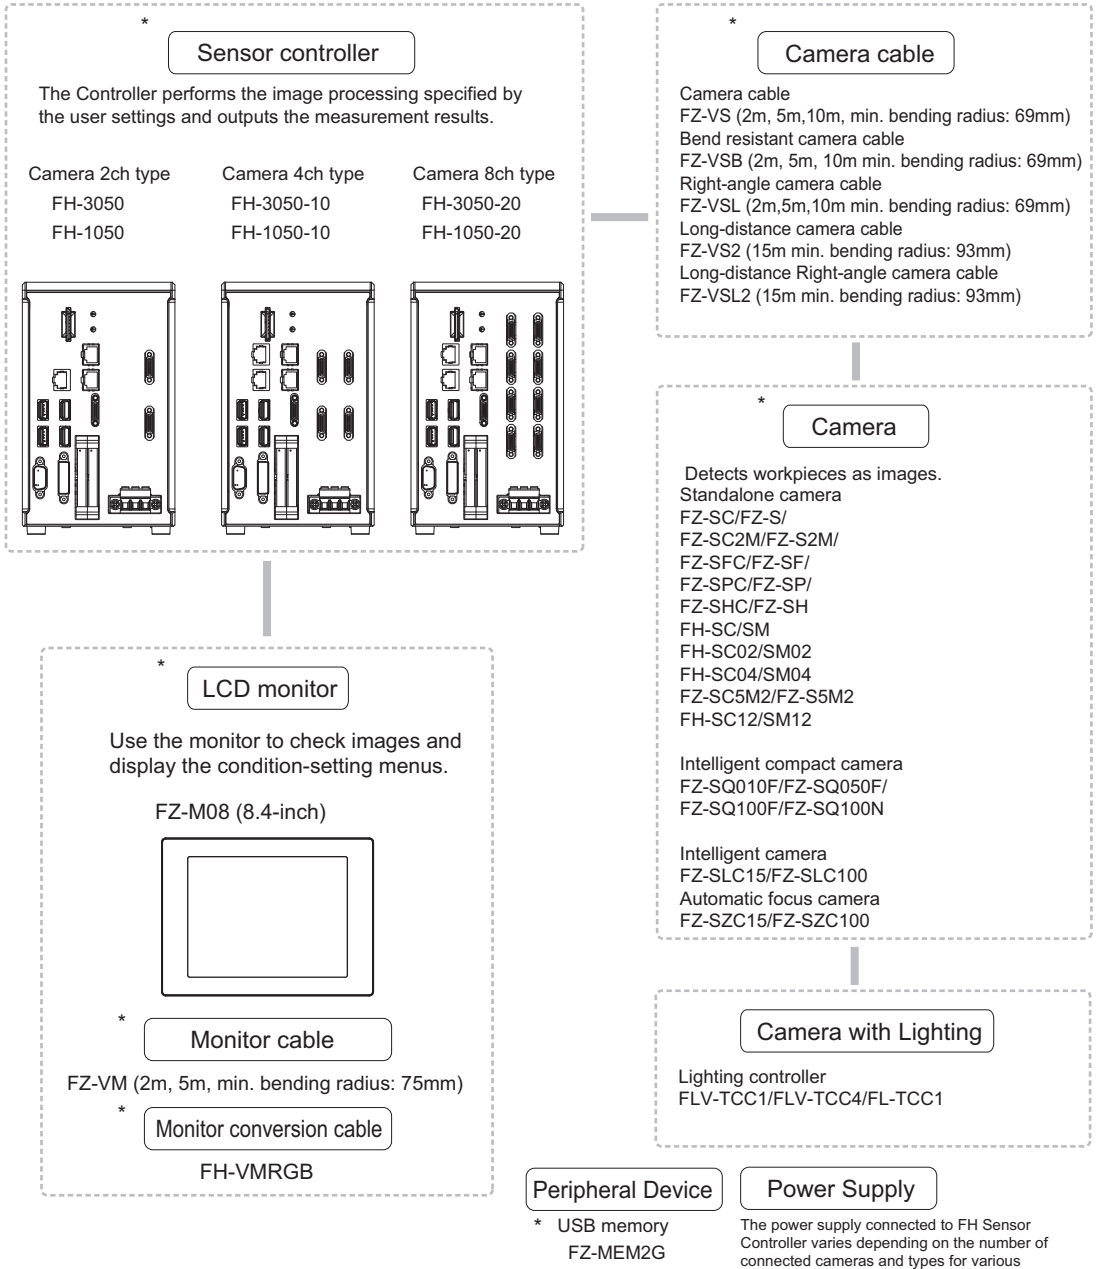 *
Sensor controller
The Controller performs the image processing specified by
the user settings and outputs the measurement results.
Camera 2ch type
FH-3050
FH-1050
Camera 4ch type
FH-3050-10
FH-1050-10
Camera 8ch type
FH-3050-20
FH-1050-20
*
Camera cable
Camera cable
FZ-VS (2m, 5m,10m, min. bending radius: 69mm)
Bend resistant camera cable
FZ-VSB (2m, 5m, 10m min. bending radius: 69mm)
Right-angle camera cable
FZ-VSL (2m,5m,10m min. bending radius: 69mm)
Long-distance camera cable
FZ-VS2 (15m min. bending radius: 93mm)
Long-distance Right-angle camera cable
FZ-VSL2 (15m min. bending radius: 93mm)
*
Camera
Detects workpieces as images.
Standalone camera
FZ-SC/FZ-S/
FZ-SC2M/FZ-S2M/
FZ-SFC/FZ-SF/
FZ-SPC/FZ-SP/
FZ-SHC/FZ-SH
FH-SC/SM
FH-SC02/SM02
FH-SC04/SM04
FZ-SC5M2/FZ-S5M2
FH-SC12/SM12
Intelligent compact camera
FZ-SQ010F/FZ-SQ050F/
FZ-SQ100F/FZ-SQ100N
Intelligent camera
FZ-SLC15/FZ-SLC100
Automatic focus camera
FZ-SZC15/FZ-SZC100
*
LCD monitor
Use the monitor to check images and
display the condition-setting menus.
FZ-M08 (8.4-inch)
*
Monitor cable
FZ-VM (2m, 5m, min. bending radius: 75mm)
*
Monitor conversion cable
FH-VMRGB
Camera with Lighting
Lighting controller
FLV-TCC1/FLV-TCC4/FL-TCC1
Peripheral Device
* USB memory
FZ-MEM2G
Power Supply
The power supply connected to FH Sensor
Controller varies depending on the number of
connected cameras and types for various